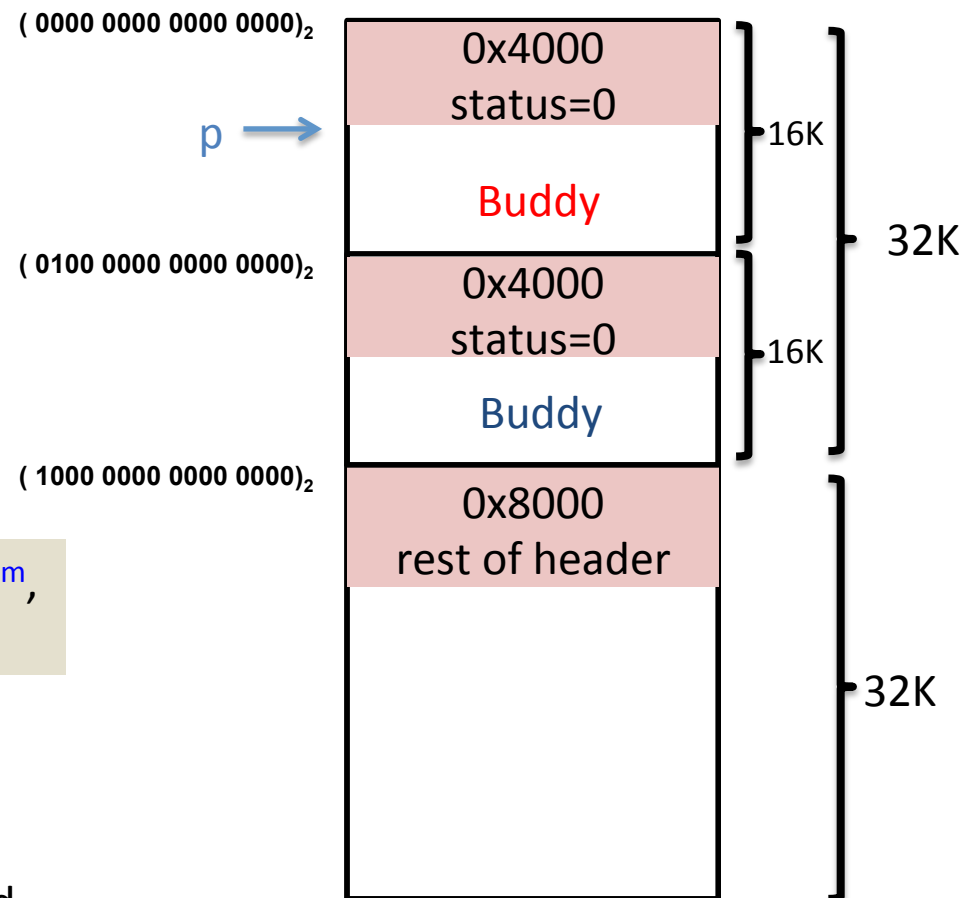 ( 0000 0000 0000 0000)₂
0x4000
status=0
p
16K
Buddy
32K
( 0100 0000 0000 0000)₂
0x4000
status=0
16K
Buddy
( 1000 0000 0000 0000)₂
0x8000
rest of header
m,
32K